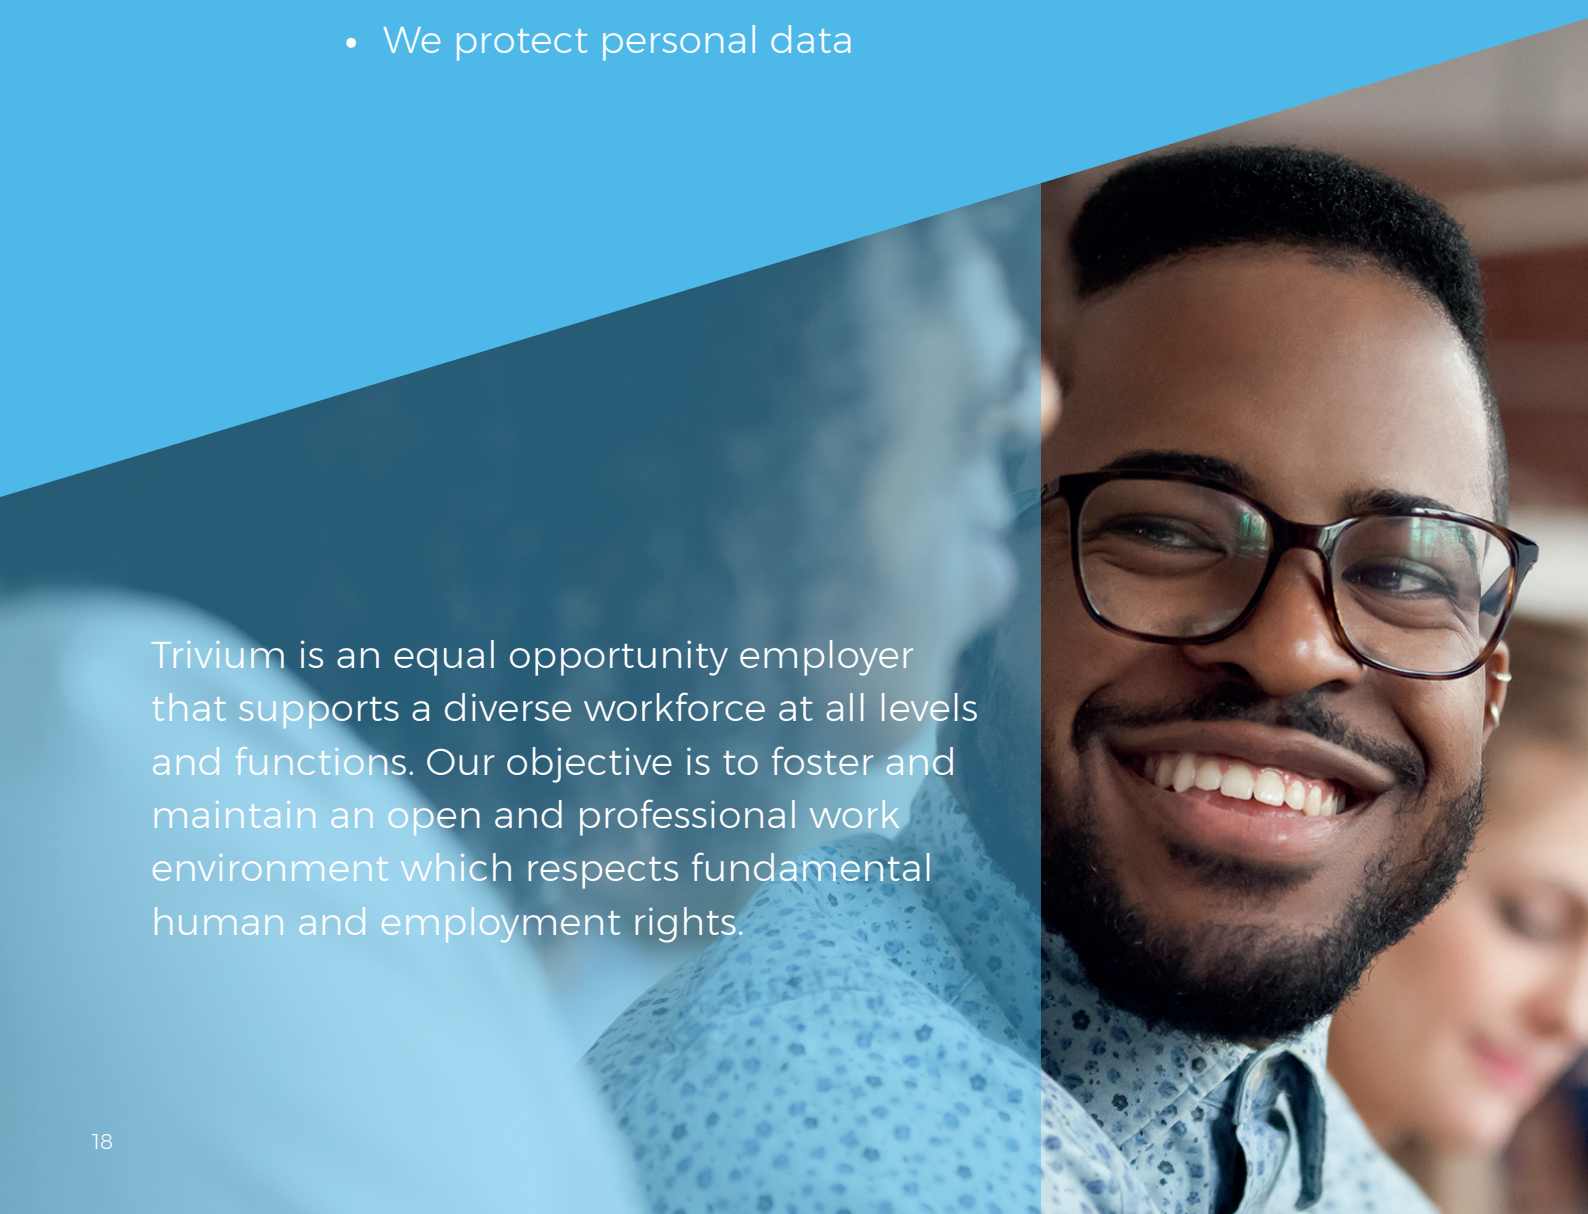 • We protect personal data
Trivium is an equal opportunity employer
that supports a diverse workforce at all levels
and functions. Our objective is to foster and
maintain an open and professional work
environment which respects fundamental
human and employment rights.
18